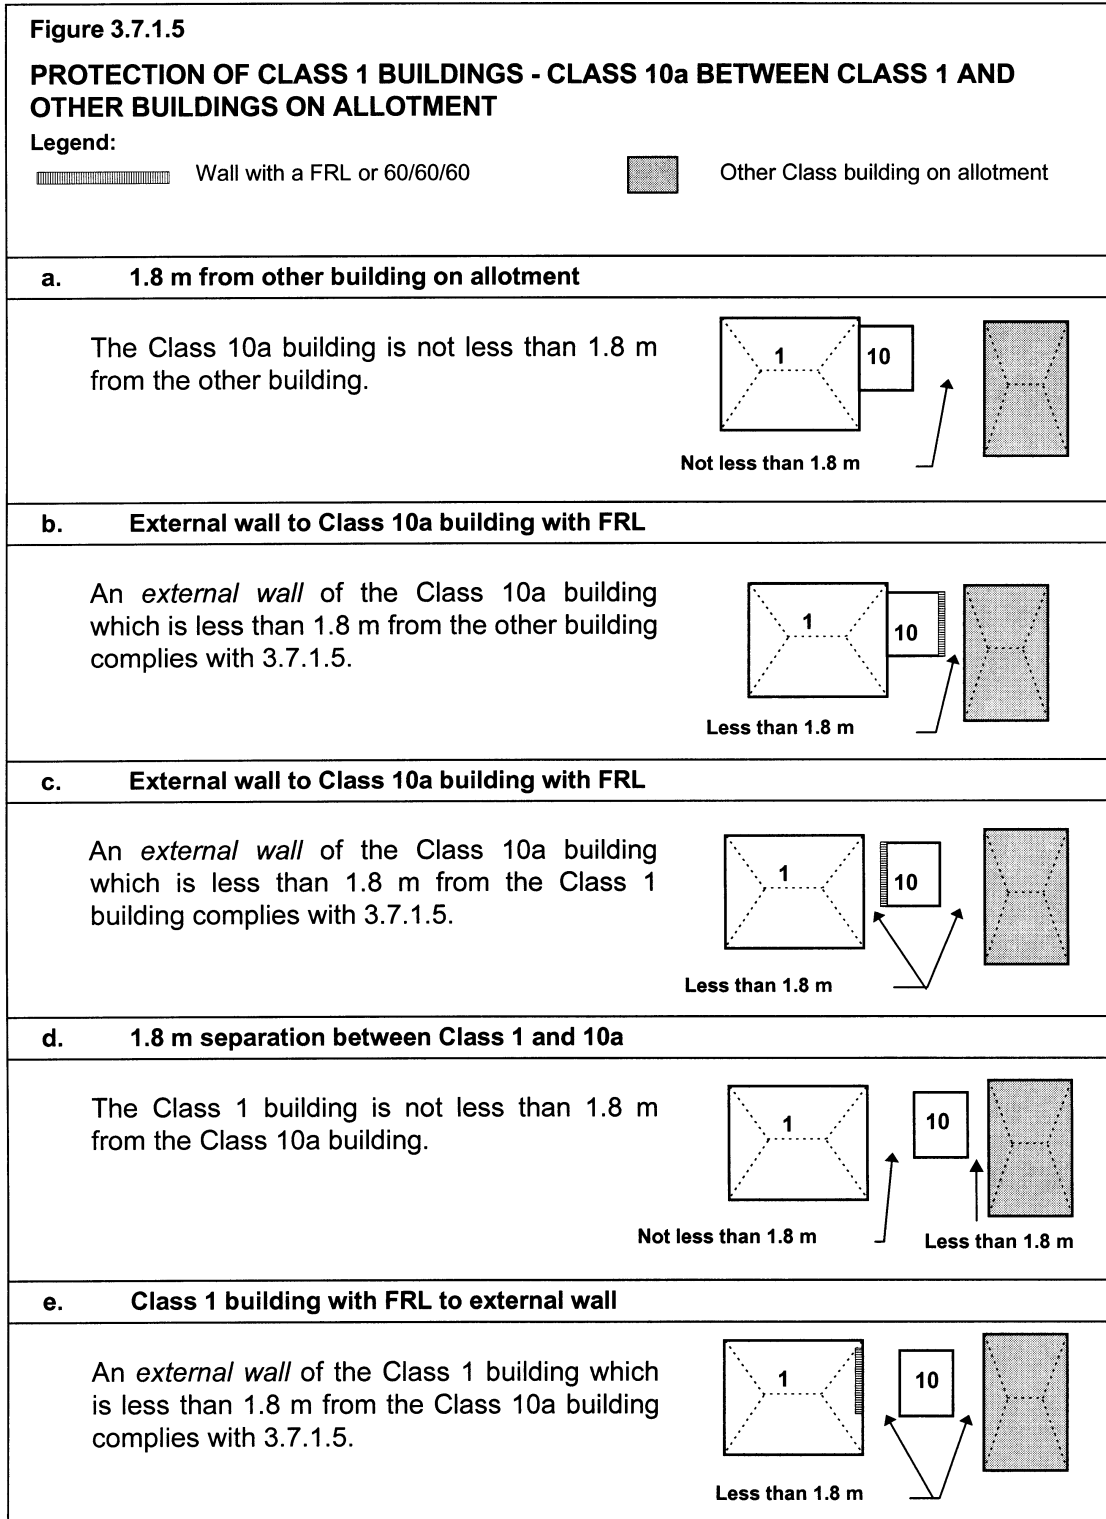 Figure 3.7.1.5
PROTECTION OF CLASS 1 BUILDINGS - CLASS 10a BETWEEN CLASS 1 AND
OTHER BUILDINGS ON ALLOTMENT
Legend:
Wall with a FRL or 60/60/60
Other Class building on allotment
a. 1.8 m from other building on allotment
The Class 10a building is not less than 1.8 m
from the other building.
1
10
Not less than 1.8 m
b. External wall to Class 10a building with FRL
An external wall of the Class 10a building
which is less than 1.8 m from the other building
complies with 3.7.1.5.
1
10
Less than 1.8 m
c. External wall to Class 10a building with FRL
An external wall of the Class 10a building
which is less than 1.8 m from the Class 1
building complies with 3.7.1.5.
1
10
Less than 1.8 m
d. 1.8 m separation between Class 1 and 10a
The Class 1 building is not less than 1.8 m
from the Class 10a building.
1
10
Not less than 1.8 m
Less than 1.8 m
e. Class 1 building with FRL to external wall
An external wall of the Class 1 building which
is less than 1.8 m from the Class 10a building
complies with 3.7.1.5.
1
10
Less than 1.8 m